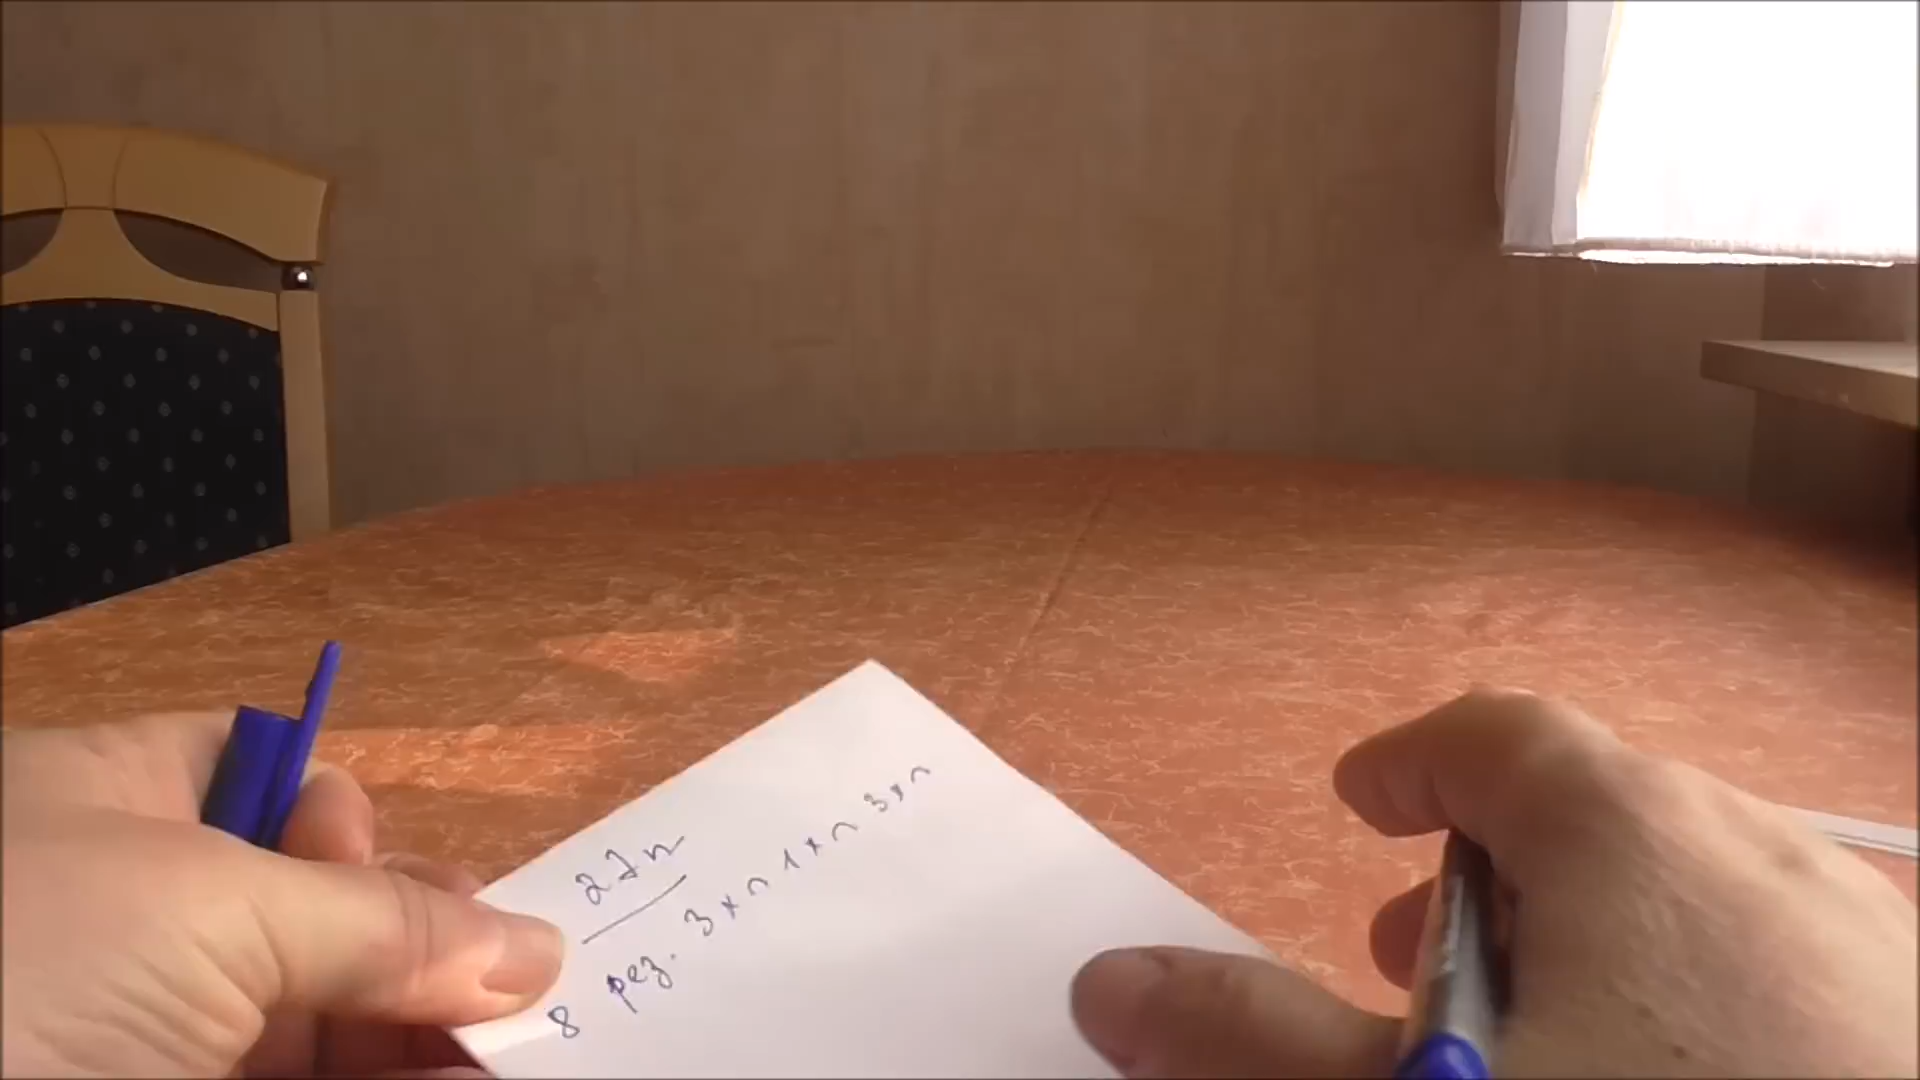 27п
8 рез. 3 х п 1 х п 3 х п